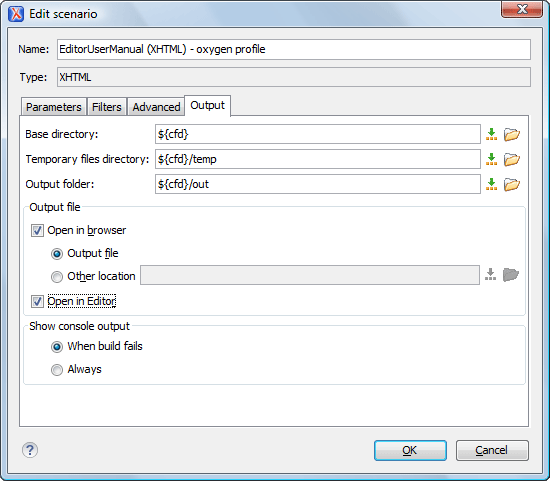 Edit scenario
Name: EditorUserManual (XHTML) - oxygen profile
Type: XHTML
Parameters Filters Advanced Output
Base directory: ${cfd}
Temporary files directory: ${cfd}/temp
Output folder: ${cfd}/out
Output file
Open in browser
Output file
Other location
Open in Editor
Show console output
When build fails
Always
? OK Cancel